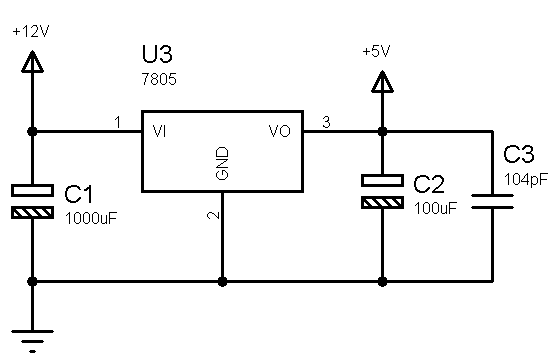 +12V
U3
7805
+5V
1
VI
VO
3
GND
2
C1
1000uF
C2
100uF
C3
104pF